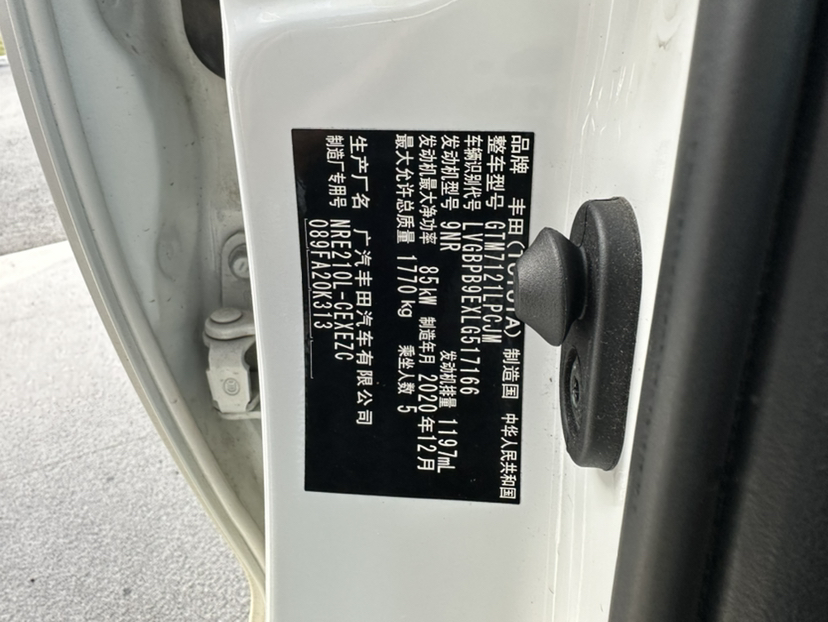 品牌 丰田(TOYOTA) 制造国 中华人民共和国
整车型号 GTM7121LPCJM
车辆识别代号 LVGBPB9EXLG517166
发动机型号 9NR 发动机排量 1197mL
发动机最大净功率 85kW 制造年月 2020年12月
最大允许总质量 1770kg 乘坐人数 5
生产厂名 广汽丰田汽车有限公司
制造厂专用号 NRE210L-CEXEZC
089FA20K313